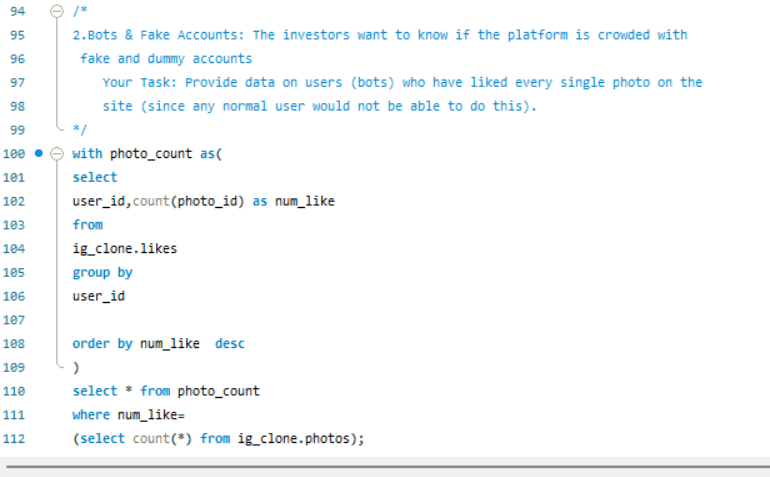 94 /*
95 2.Bots & Fake Accounts: The investors want to know if the platform is crowded with
96 fake and dummy accounts
97 Your Task: Provide data on users (bots) who have liked every single photo on the
98 site (since any normal user would not be able to do this).
99 */
100 with photo_count as(
101 select
102 user_id,count(photo_id) as num_like
103 from
104 ig_clone.likes
105 group by
106 user_id
107
108 order by num_like  desc
109 )
110 select * from photo_count
111 where num_like=
112 (select count(*) from ig_clone.photos);